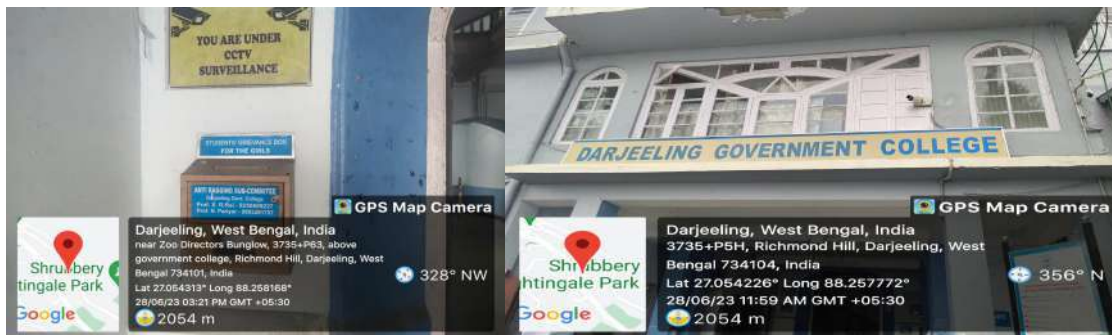 YOU ARE UNDER
CCTV
SURVEILLANCE
STUDENTS GRIEVANCE BOX
FOR THE GIRLS
ANTI RAGGING SUB-COMMITTEE
Darjeeling Govt. College
GPS Map Camera
Darjeeling, West Bengal, India
near Zoo Directors Bunglow, 3735+P63, above
government college, Richmond Hill, Darjeeling, West
Bengal 734101, India
Lat 27.054313° Long 88.258168°
28/06/23 03:21 PM GMT +05:30
2054 m
328° NW
Shrubbery
tingale Park
Google
DARJEELING GOVERNMENT COLLEGE
GPS Map Camera
Darjeeling, West Bengal, India
3735+P5H, Richmond Hill, Darjeeling, West
Bengal 734104, India
Lat 27.054226° Long 88.257772°
28/06/23 11:59 AM GMT +05:30
2054 m
356° N
Shrubbery
htingale Park
Google